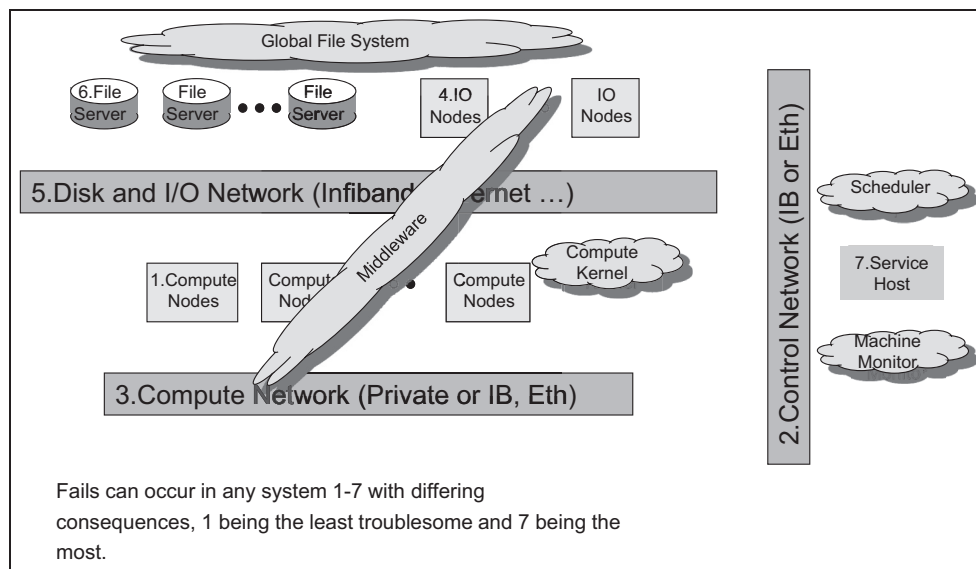 Global File System
6.File
Server
File
Server
File
Server
4.IO
Nodes
IO
Nodes
5.Disk and I/O Network (Infiband ernet …)
Middleware
1.Compute
Nodes
Comput
Nod
Compute
Nodes
Compute
Kernel
3.Compute Network (Private or IB, Eth)
2.Control Network (IB or Eth)
Scheduler
7.Service
Host
Machine
Monitor
Fails can occur in any system 1-7 with differing
consequences, 1 being the least troublesome and 7 being the
most.